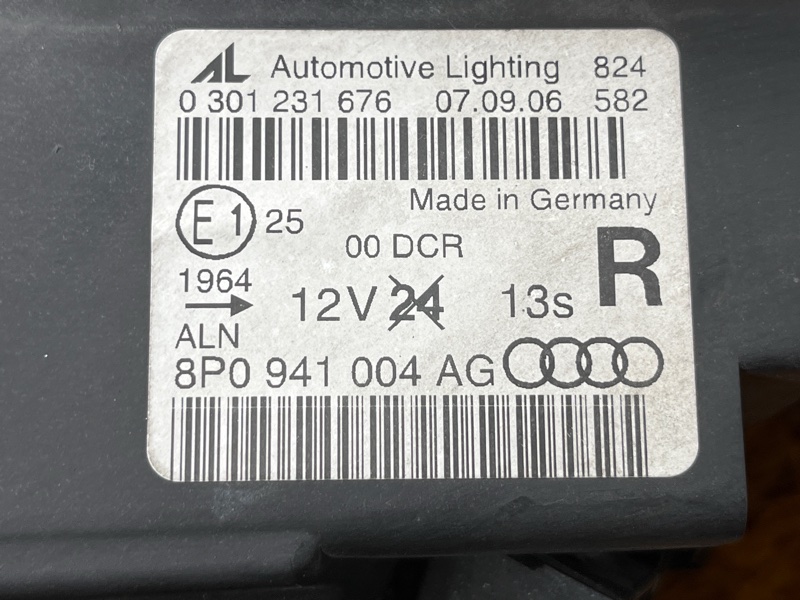 AL Automotive Lighting 824
0 301 231 676 07.09.06 582
Made in Germany
E1 25
00 DCR
R
1964
12V 24 13s
ALN
8P0 941 004 AG